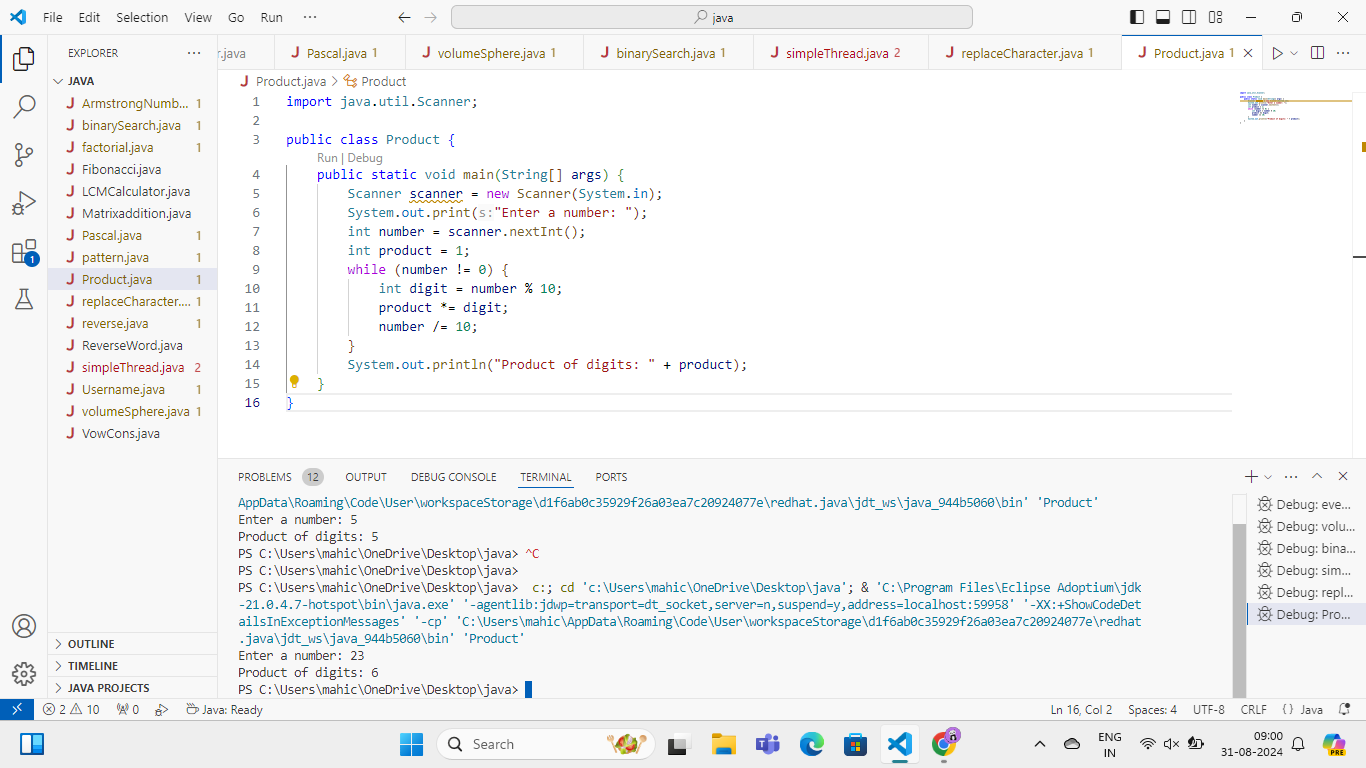 File Edit Selection View Go Run ··· java
EXPLORER ···
JAVA
ArmstrongNumb... 1
binarySearch.java 1
factorial.java 1
Fibonacci.java
LCMCalculator.java
Matrixaddition.java
Pascal.java 1
pattern.java 1
Product.java 1
replaceCharacter.... 1
reverse.java 1
ReverseWord.java
simpleThread.java 2
Username.java 1
volumeSphere.java 1
VowCons.java
OUTLINE
TIMELINE
JAVA PROJECTS
r.java Pascal.java 1 volumeSphere.java 1 binarySearch.java 1 simpleThread.java 2 replaceCharacter.java 1 Product.java 1
Product.java > Product
1 import java.util.Scanner;
2
3 public class Product {
Run | Debug
4 public static void main(String[] args) {
5 Scanner scanner = new Scanner(System.in);
6 System.out.print(s:"Enter a number: ");
7 int number = scanner.nextInt();
8 int product = 1;
9 while (number != 0) {
10 int digit = number % 10;
11 product *= digit;
12 number /= 10;
13 }
14 System.out.println("Product of digits: " + product);
15 }
16 }
PROBLEMS 12 OUTPUT DEBUG CONSOLE TERMINAL PORTS
AppData\Roaming\Code\User\workspaceStorage\d1f6ab0c35929f26a03ea7c20924077e\redhat.java\jdt_ws\java_944b5060\bin' 'Product'
Enter a number: 5
Product of digits: 5
PS C:\Users\mahic\OneDrive\Desktop\java> ^C
PS C:\Users\mahic\OneDrive\Desktop\java>
PS C:\Users\mahic\OneDrive\Desktop\java>  c:; cd 'c:\Users\mahic\OneDrive\Desktop\java'; & 'C:\Program Files\Eclipse Adoptium\jdk
-21.0.4.7-hotspot\bin\java.exe' '-agentlib:jdwp=transport=dt_socket,server=n,suspend=y,address=localhost:59958' '-XX:+ShowCodeDet
ailsInExceptionMessages' '-cp' 'C:\Users\mahic\AppData\Roaming\Code\User\workspaceStorage\d1f6ab0c35929f26a03ea7c20924077e\redhat
.java\jdt_ws\java_944b5060\bin' 'Product'
Enter a number: 23
Product of digits: 6
PS C:\Users\mahic\OneDrive\Desktop\java>
Debug: eve...
Debug: volu...
Debug: bina...
Debug: sim...
Debug: repl...
Debug: Pro...
1
2 10 0 Java: Ready Ln 16, Col 2 Spaces: 4 UTF-8 CRLF {} Java
Search ENG 09:00
IN 31-08-2024
PRE